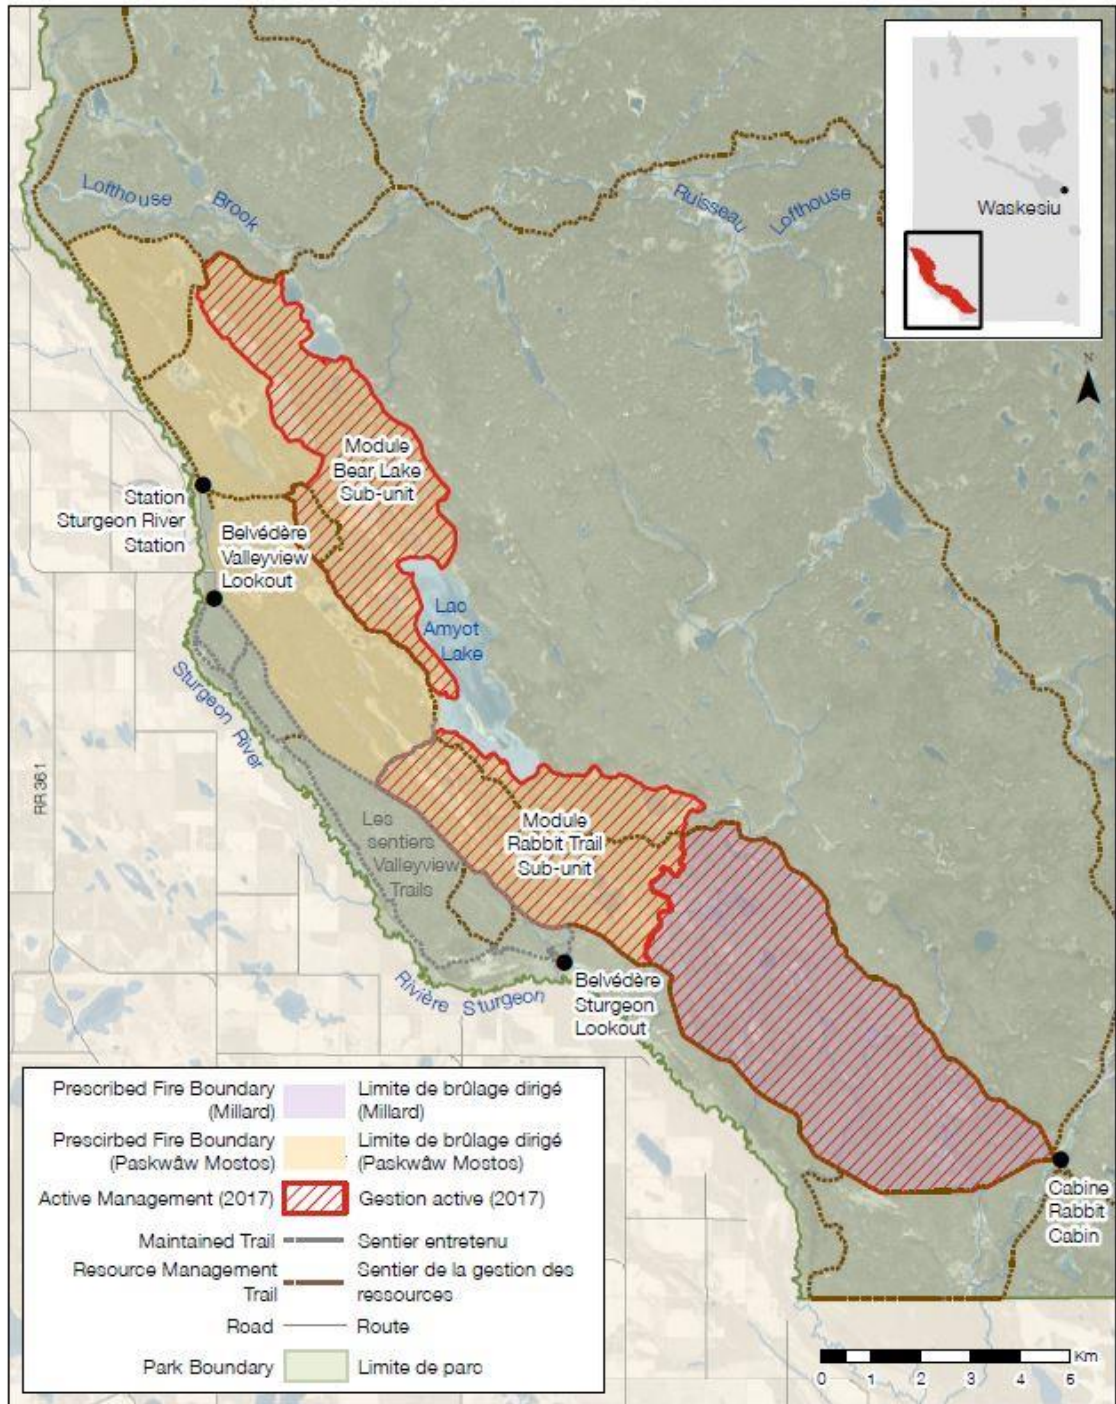 Lofthouse
Brook
Ruisseau
Lofthouse
Waskesiu
N
Module
Bear Lake
Sub-unit
Station
Sturgeon River
Station
Belvédère
Valleyview
Lookout
Lac
Amyot
Lake
Sturgeon River
RR 361
Les
sentiers
Valleyview
Trails
Module
Rabbit Trail
Sub-unit
Rivière Sturgeon
Belvédère
Sturgeon
Lookout
Cabine
Rabbit
Cabin
Prescribed Fire Boundary
(Millard)
Limite de brûlage dirigé
(Millard)
Prescirbed Fire Boundary
(Paskwâw Mostos)
Limite de brûlage dirigé
(Paskwâw Mostos)
Active Management (2017)
Gestion active (2017)
Maintained Trail
Sentier entretenu
Resource Management
Trail
Sentier de la gestion des
ressources
Road
Route
Park Boundary
Limite de parc
Km
0 1 2 3 4 5